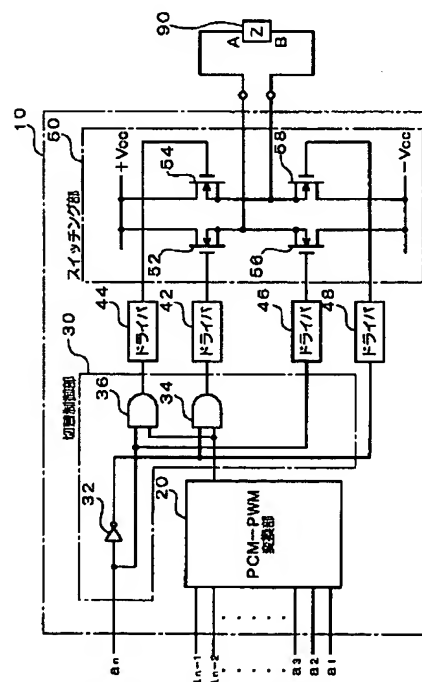 10
50
スイッチング部
+Vcc
90
A Z B
54
52
58
56
−Vcc
30
切替制御部
44
ドライバ
42
ドライバ
46
ドライバ
48
ドライバ
36
34
32
20
PCM−PWM
変換部
an
an-1
an-2
a3
a2
a1